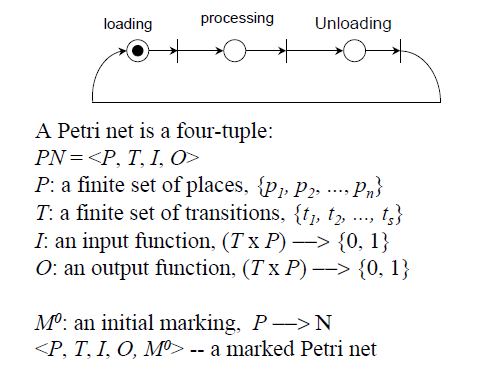 loading processing Unloading
A Petri net is a four-tuple:
PN = <P, T, I, O>
P: a finite set of places, {p₁, p₂, ..., pₙ}
T: a finite set of transitions, {t₁, t₂, ..., tₛ}
I: an input function, (T x P) ––> {0, 1}
O: an output function, (T x P) ––> {0, 1}
M⁰: an initial marking, P ––> N
<P, T, I, O, M⁰> -- a marked Petri net